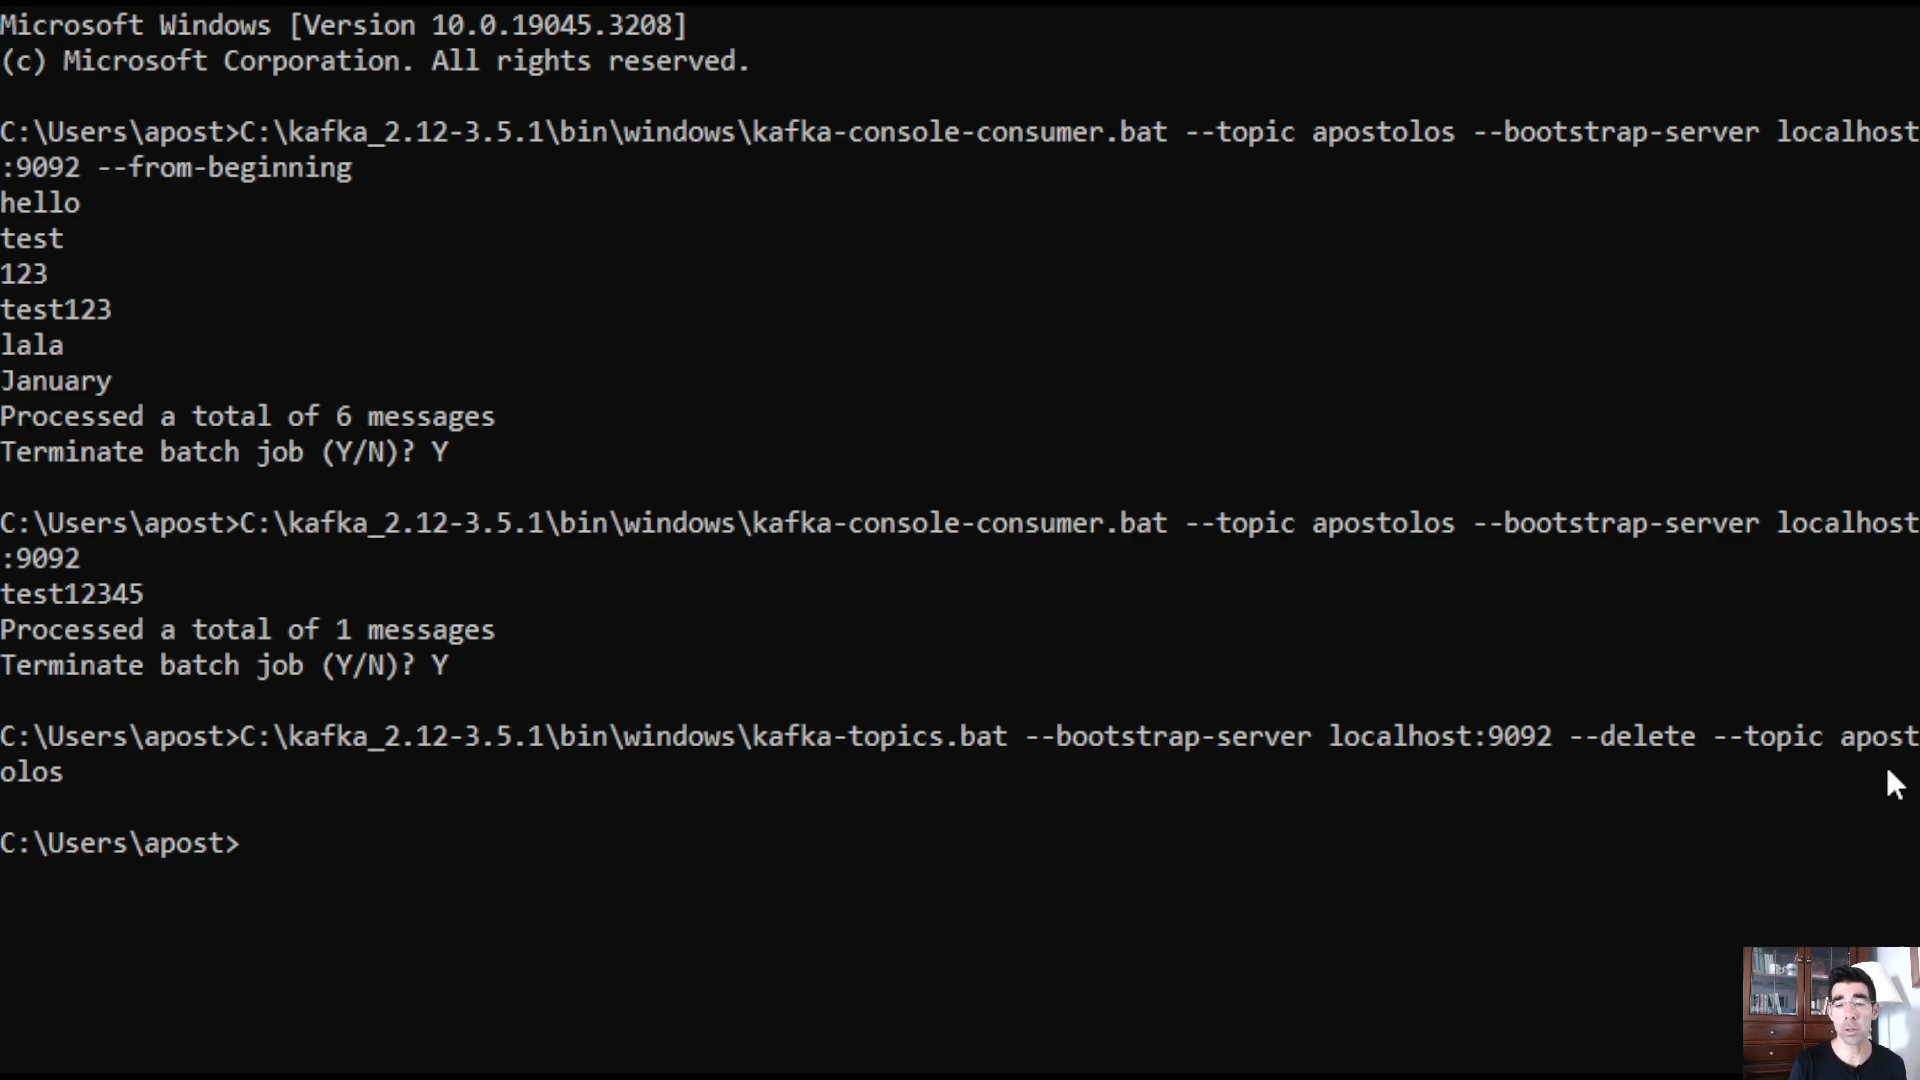 Microsoft Windows [Version 10.0.19045.3208]
(c) Microsoft Corporation. All rights reserved.
C:\Users\apost>C:\kafka_2.12-3.5.1\bin\windows\kafka-console-consumer.bat --topic apostolos --bootstrap-server localhost
:9092 --from-beginning
hello
test
123
test123
lala
January
Processed a total of 6 messages
Terminate batch job (Y/N)? Y
C:\Users\apost>C:\kafka_2.12-3.5.1\bin\windows\kafka-console-consumer.bat --topic apostolos --bootstrap-server localhost
:9092
test12345
Processed a total of 1 messages
Terminate batch job (Y/N)? Y
C:\Users\apost>C:\kafka_2.12-3.5.1\bin\windows\kafka-topics.bat --bootstrap-server localhost:9092 --delete --topic apost
olos
C:\Users\apost>